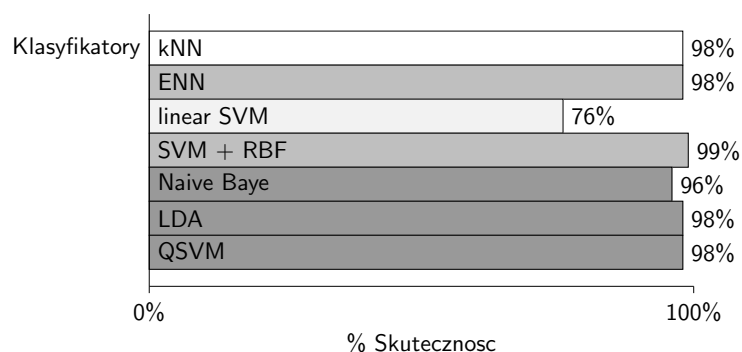 Klasyfikatory
kNN 98%
ENN 98%
linear SVM 76%
SVM + RBF 99%
Naive Baye 96%
LDA 98%
QSVM 98%
0% 100%
% Skutecznosc